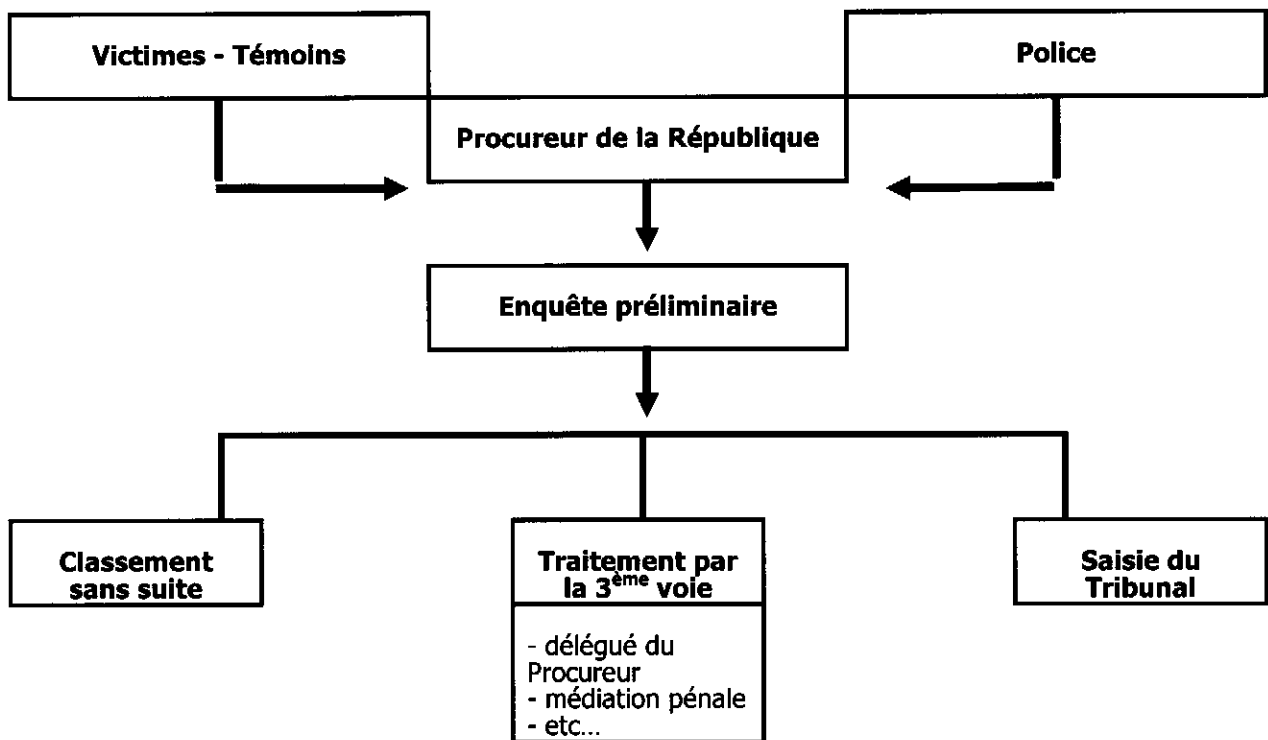 Victimes - Témoins
Police
Procureur de la République
Enquête préliminaire
Classement
sans suite
Traitement par
la 3ème voie
- délégué du
Procureur
- médiation pénale
- etc...
Saisie du
Tribunal